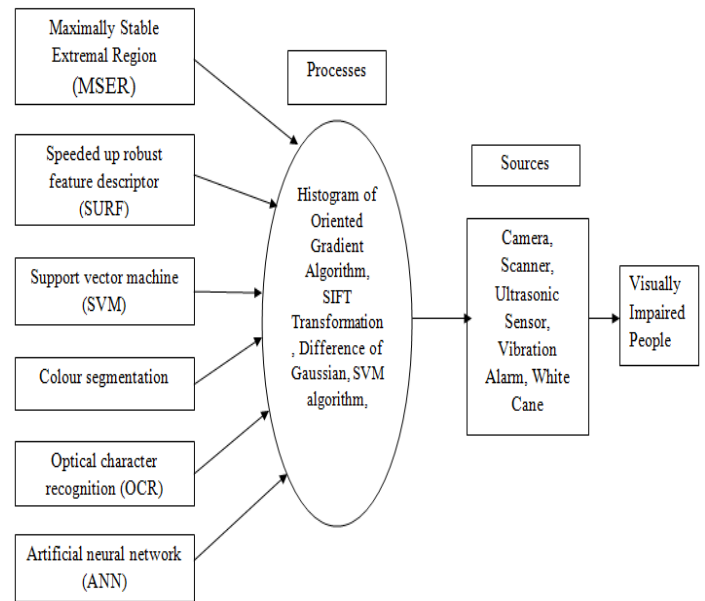 Maximally Stable
Extremal Region
(MSER)
Speeded up robust
feature descriptor
(SURF)
Support vector machine
(SVM)
Colour segmentation
Optical character
recognition (OCR)
Artificial neural network
(ANN)
Processes
Histogram of
Oriented
Gradient
Algorithm,
SIFT
Transformation
, Difference of
Gaussian, SVM
algorithm,
Sources
Camera,
Scanner,
Ultrasonic
Sensor,
Vibration
Alarm, White
Cane
Visually
Impaired
People